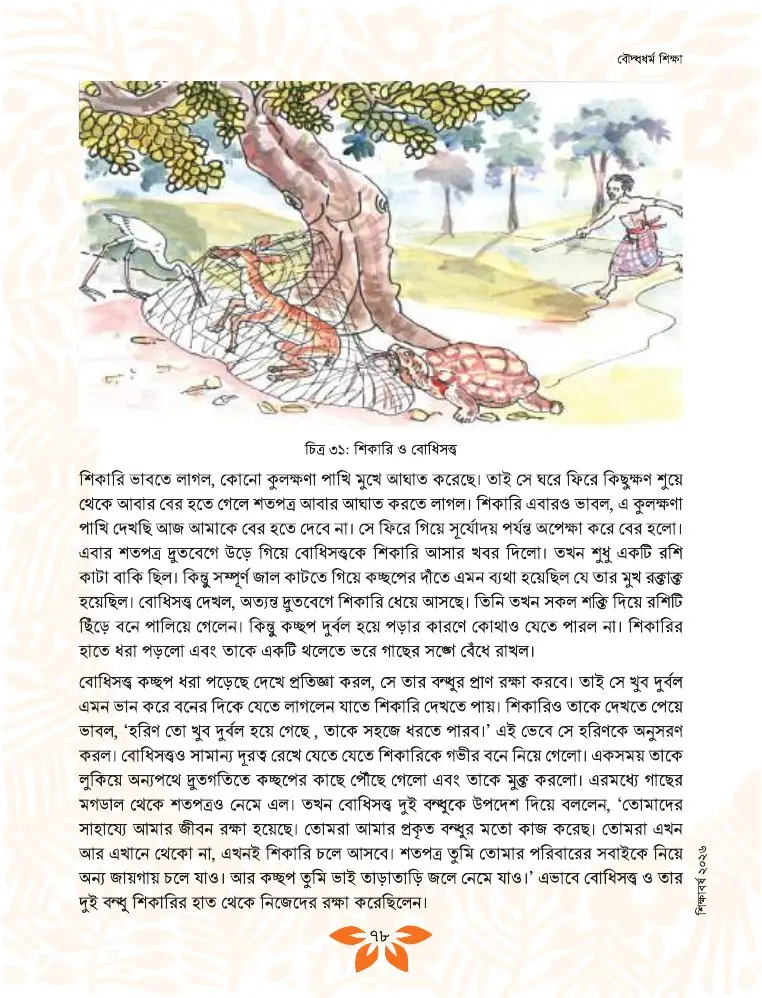 বৌদ্ধধর্ম শিক্ষা
চিত্র ৩১: শিকারি ও বোধিসত্ত্ব
শিকারি ভাবতে লাগল, কোনো কুলক্ষণা পাখি মুখে আঘাত করেছে। তাই সে ঘরে ফিরে কিছুক্ষণ শুয়ে
থেকে আবার বের হতে গেলে শতপত্র আবার আঘাত করতে লাগল। শিকারি এবারও ভাবল, এ কুলক্ষণা
পাখি দেখছি আজ আমাকে বের হতে দেবে না। সে ফিরে গিয়ে সূর্যোদয় পর্যন্ত অপেক্ষা করে বের হলো।
এবার শতপত্র দ্রুতবেগে উড়ে গিয়ে বোধিসত্ত্বকে শিকারি আসার খবর দিলো। তখন শুধু একটি রশি
কাটা বাকি ছিল। কিন্তু সম্পূর্ণ জাল কাটতে গিয়ে কচ্ছপের দাঁতে এমন ব্যথা হয়েছিল যে তার মুখ রক্তাক্ত
হয়েছিল। বোধিসত্ত্ব দেখল, অত্যন্ত দ্রুতবেগে শিকারি ধেয়ে আসছে। তিনি তখন সকল শক্তি দিয়ে রশিটি
ছিঁড়ে বনে পালিয়ে গেলেন। কিন্তু কচ্ছপ দুর্বল হয়ে পড়ার কারণে কোথাও যেতে পারল না। শিকারির
হাতে ধরা পড়লো এবং তাকে একটি থলেতে ভরে গাছের সঙ্গে বেঁধে রাখল।
বোধিসত্ত্ব কচ্ছপ ধরা পড়েছে দেখে প্রতিজ্ঞা করল, সে তার বন্ধুর প্রাণ রক্ষা করবে। তাই সে খুব দুর্বল
এমন ভান করে বনের দিকে যেতে লাগলেন যাতে শিকারি দেখতে পায়। শিকারিও তাকে দেখতে পেয়ে
ভাবল, ‘হরিণ তো খুব দুর্বল হয়ে গেছে , তাকে সহজে ধরতে পারব।’ এই ভেবে সে হরিণকে অনুসরণ
করল। বোধিসত্ত্বও সামান্য দূরত্ব রেখে যেতে যেতে শিকারিকে গভীর বনে নিয়ে গেলো। একসময় তাকে
লুকিয়ে অন্যপথে দ্রুতগতিতে কচ্ছপের কাছে পৌঁছে গেলো এবং তাকে মুক্ত করলো। এরমধ্যে গাছের
মগডাল থেকে শতপত্রও নেমে এল। তখন বোধিসত্ত্ব দুই বন্ধুকে উপদেশ দিয়ে বললেন, ‘তোমাদের
সাহায্যে আমার জীবন রক্ষা হয়েছে। তোমরা আমার প্রকৃত বন্ধুর মতো কাজ করেছ। তোমরা এখন
আর এখানে থেকো না, এখনই শিকারি চলে আসবে। শতপত্র তুমি তোমার পরিবারের সবাইকে নিয়ে
অন্য জায়গায় চলে যাও। আর কচ্ছপ তুমি ভাই তাড়াতাড়ি জলে নেমে যাও।’ এভাবে বোধিসত্ত্ব ও তার
দুই বন্ধু শিকারির হাত থেকে নিজেদের রক্ষা করেছিলেন।
শিক্ষাবর্ষ ২০২৬
৭৮